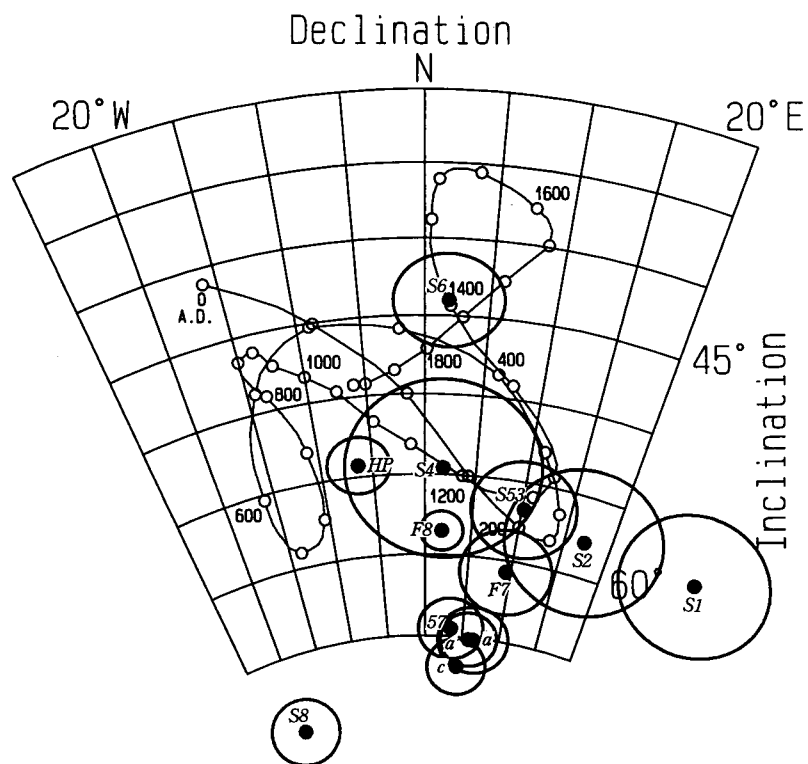 Declination
N
20°W
20°E
1600
S6
1400
0
A.D.
45°
1000
1800
400
800
Inclination
HP
S4
600
1200
S53
F8
200
S2
F7
60°
S1
57
a'
a
c
S8